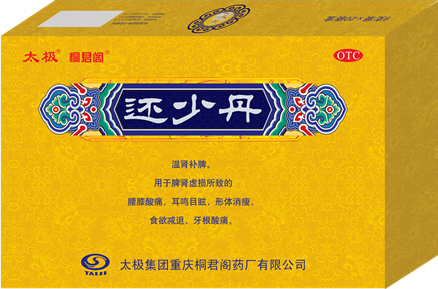 太极® 桐君阁®
OTC
还少丹
温肾补脾。
用于脾肾虚损所致的
腰膝酸痛，耳鸣目眩，形体消瘦，
食欲减退，牙根酸痛。
TAIJI
太极集团重庆桐君阁药厂有限公司